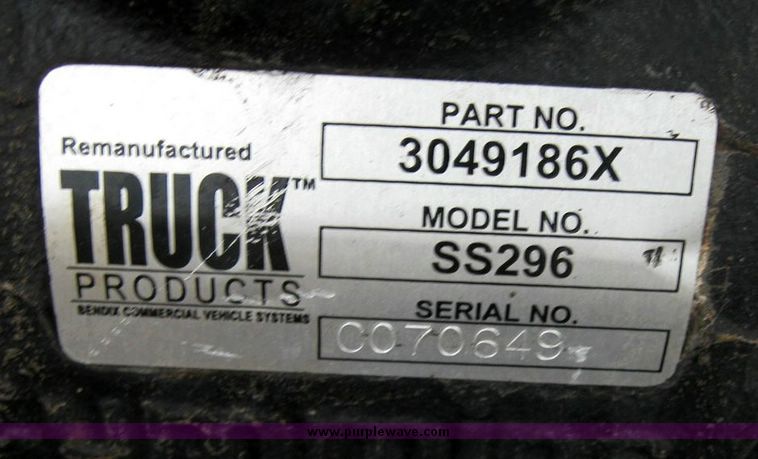 Remanufactured
TRUCK™
PRODUCTS
BENDIX COMMERCIAL VEHICLE SYSTEMS
PART NO.
3049186X
MODEL NO.
SS296
SERIAL NO.
C070649
www.purplewave.com